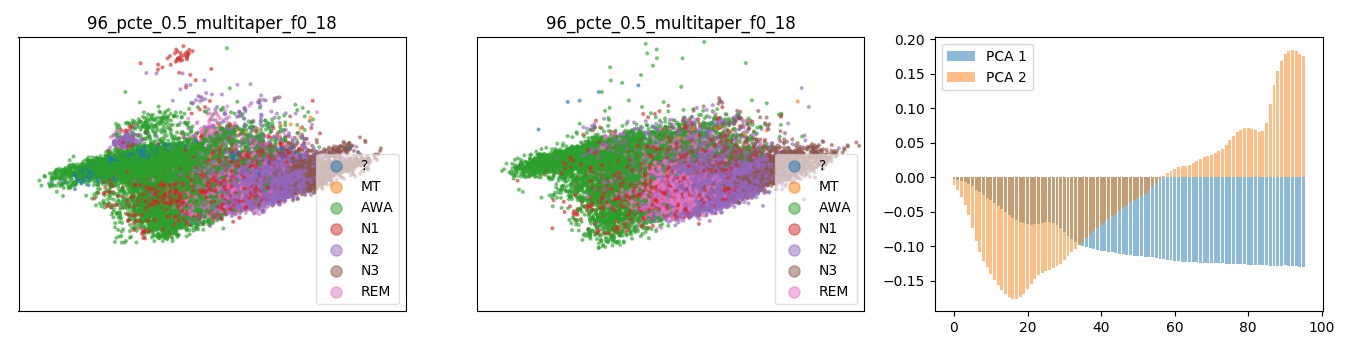 96_pcte_0.5_multitaper_f0_18
?
MT
AWA
N1
N2
N3
REM
96_pcte_0.5_multitaper_f0_18
?
MT
AWA
N1
N2
N3
REM
PCA 1
PCA 2
0.20
0.15
0.10
0.05
0.00
−0.05
−0.10
−0.15
0 20 40 60 80 100